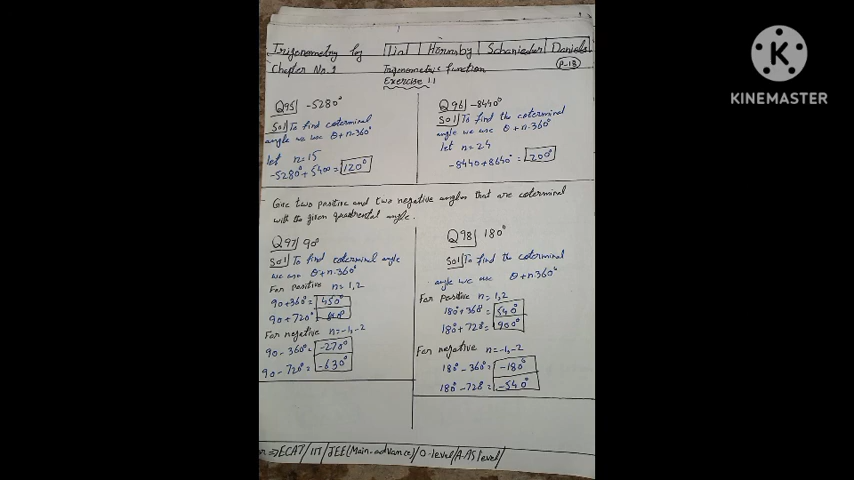 KINEMASTER
Trigonometry by Lial Hornsby Schneider Daniels
Chapter No.1 Trigonometric function P-13
Exercise 1.1
Q95 -5280°
Sol To find coterminal
angle we use θ+n.360°
let n=15
-5280°+5400=120°
Q96 -8440°
Sol To find the coterminal
angle we use θ+n.360°
let n=24
-8440+8640°=200°
Give two positive and two negative angles that are coterminal
with the given quadrental angle.
Q97 90°
Sol To find coterminal angle
we use θ+n.360°
For positive n=1,2
90+360°=450°
90+720°=810°
For negative n=-1,-2
90-360°=-270°
90-720°=-630°
Q98 180°
Sol To find the coterminal
angle we use θ+n.360°
For positive n=1,2
180°+360°=540°
180°+720°=900°
For negative n=-1,-2
180°-360°=-180°
180°-720°=-540°
⇒ECAT/IIT/JEE(Main.advance)/O-level/A.AS level/